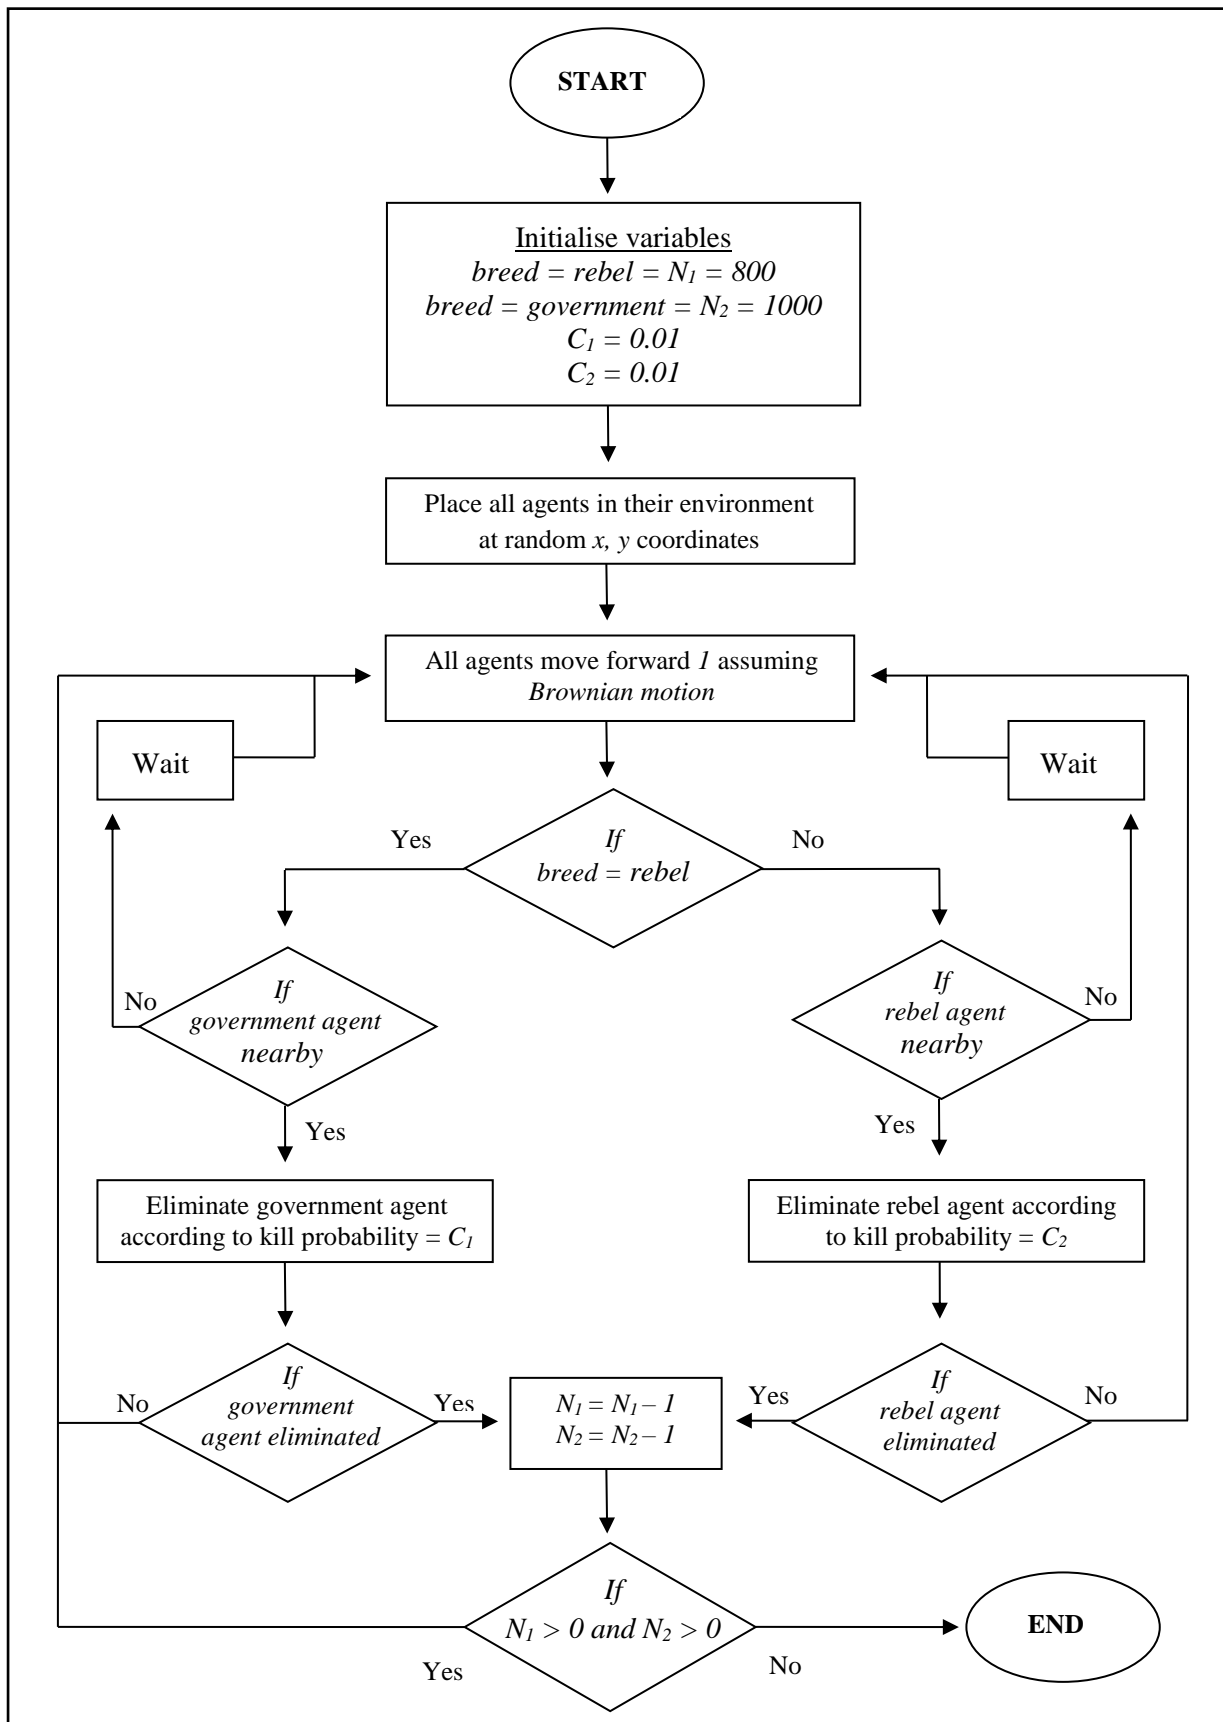 START
Initialise variables
breed = rebel = N1 = 800
breed = government = N2 = 1000
C1 = 0.01
C2 = 0.01
Place all agents in their environment
at random x, y coordinates
All agents move forward 1 assuming
Brownian motion
Wait
Wait
Yes
If
breed = rebel
No
No
If
government agent
nearby
Yes
If
rebel agent
nearby
No
Yes
Eliminate government agent
according to kill probability = C1
Eliminate rebel agent according
to kill probability = C2
No
If
government
agent eliminated
Yes
N1 = N1 – 1
N2 = N2 – 1
Yes
If
rebel agent
eliminated
No
If
N1 > 0 and N2 > 0
Yes
No
END